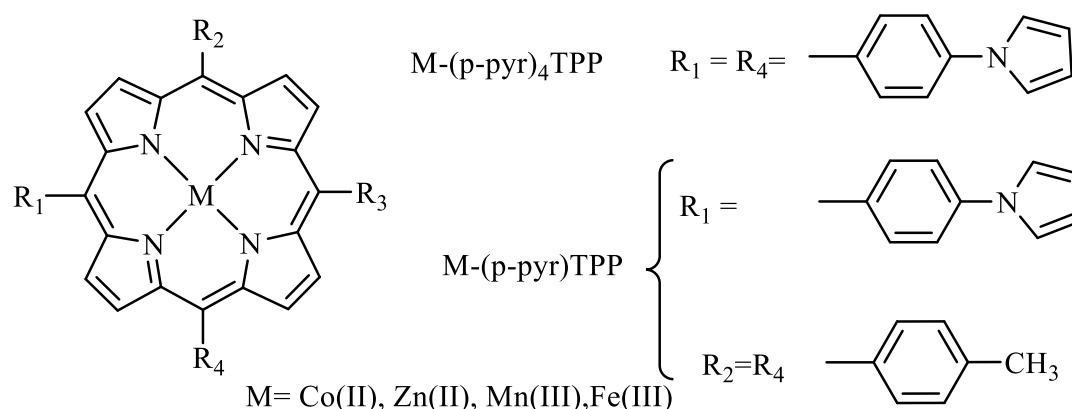 R2
M-(p-pyr)4TPP
R1 = R4=
N
N
N
R1
M
R3
R1 =
N
N
N
M-(p-pyr)TPP
R4
R2=R4
CH3
M= Co(II), Zn(II), Mn(III),Fe(III)